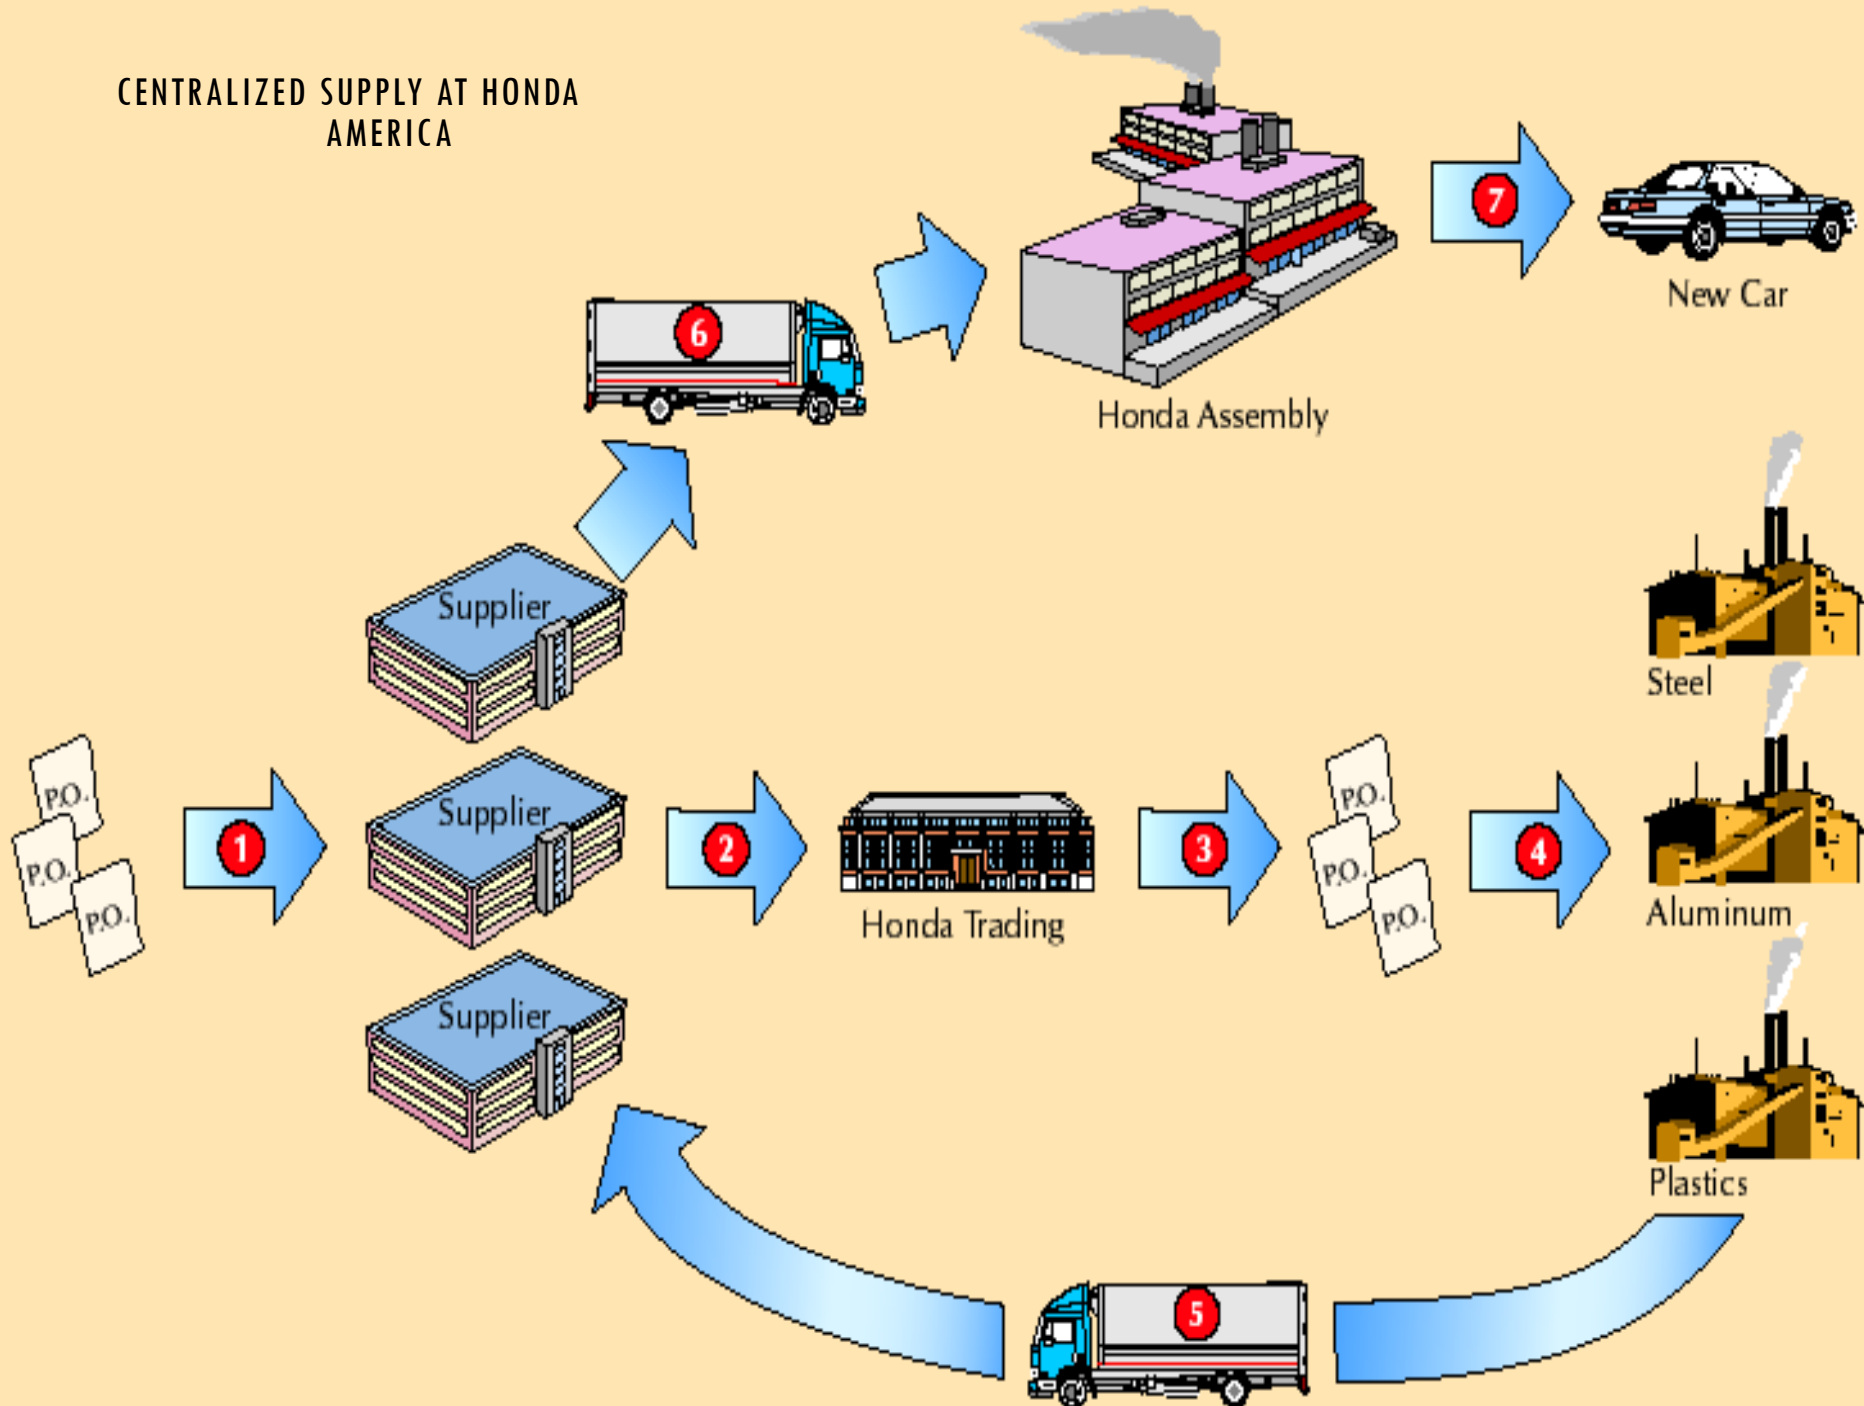 CENTRALIZED SUPPLY AT HONDA
AMERICA
7
New Car
6
Honda Assembly
Supplier
Steel
P.O.
P.O.
P.O.
1
Supplier
2
Honda Trading
3
P.O.
P.O.
P.O.
4
Aluminum
Supplier
Plastics
5